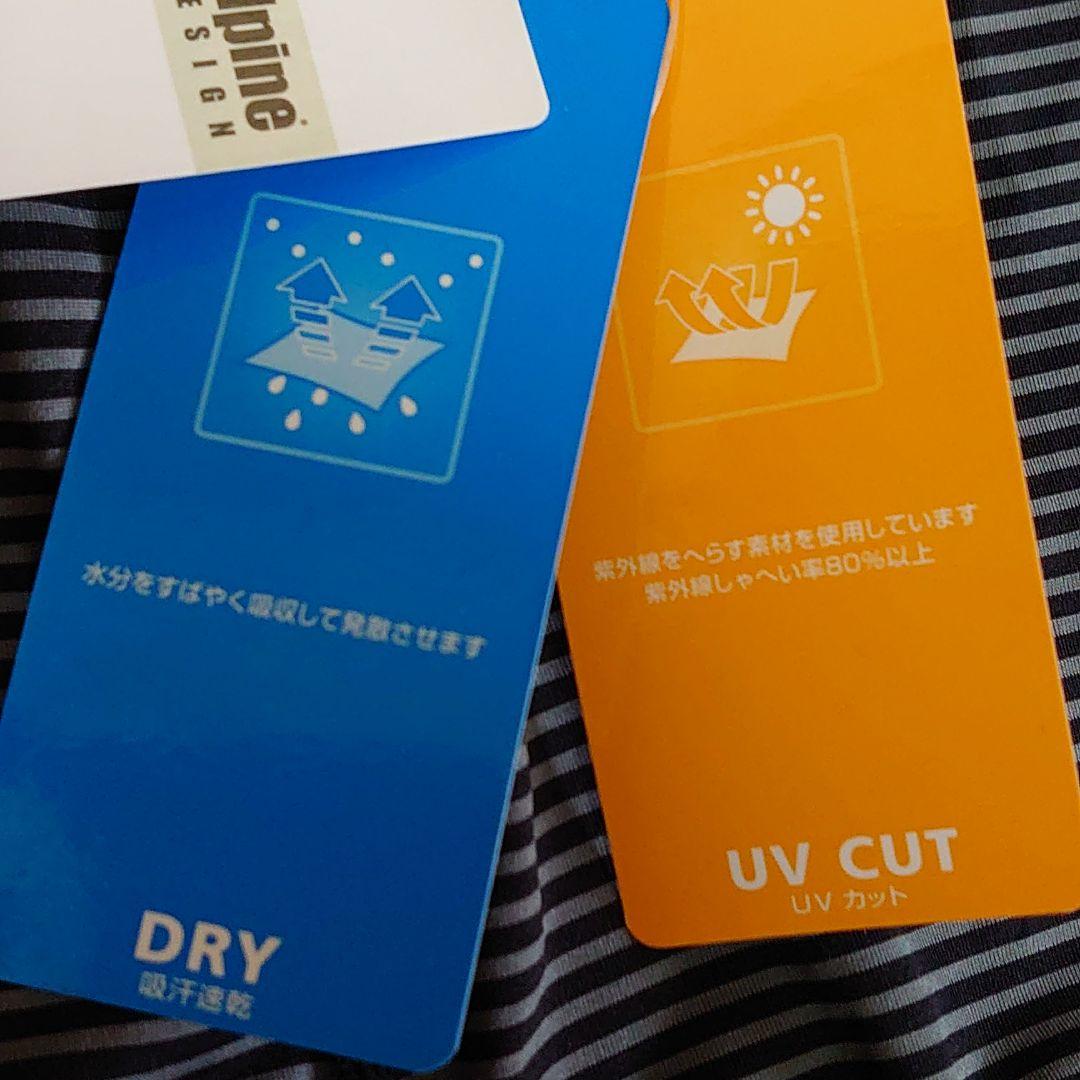 lpine
ESIGN
水分をすばやく吸収して発散させます
DRY
吸汗速乾
紫外線をへらす素材を使用しています
紫外線しゃへい率80%以上
UV CUT
UV カット